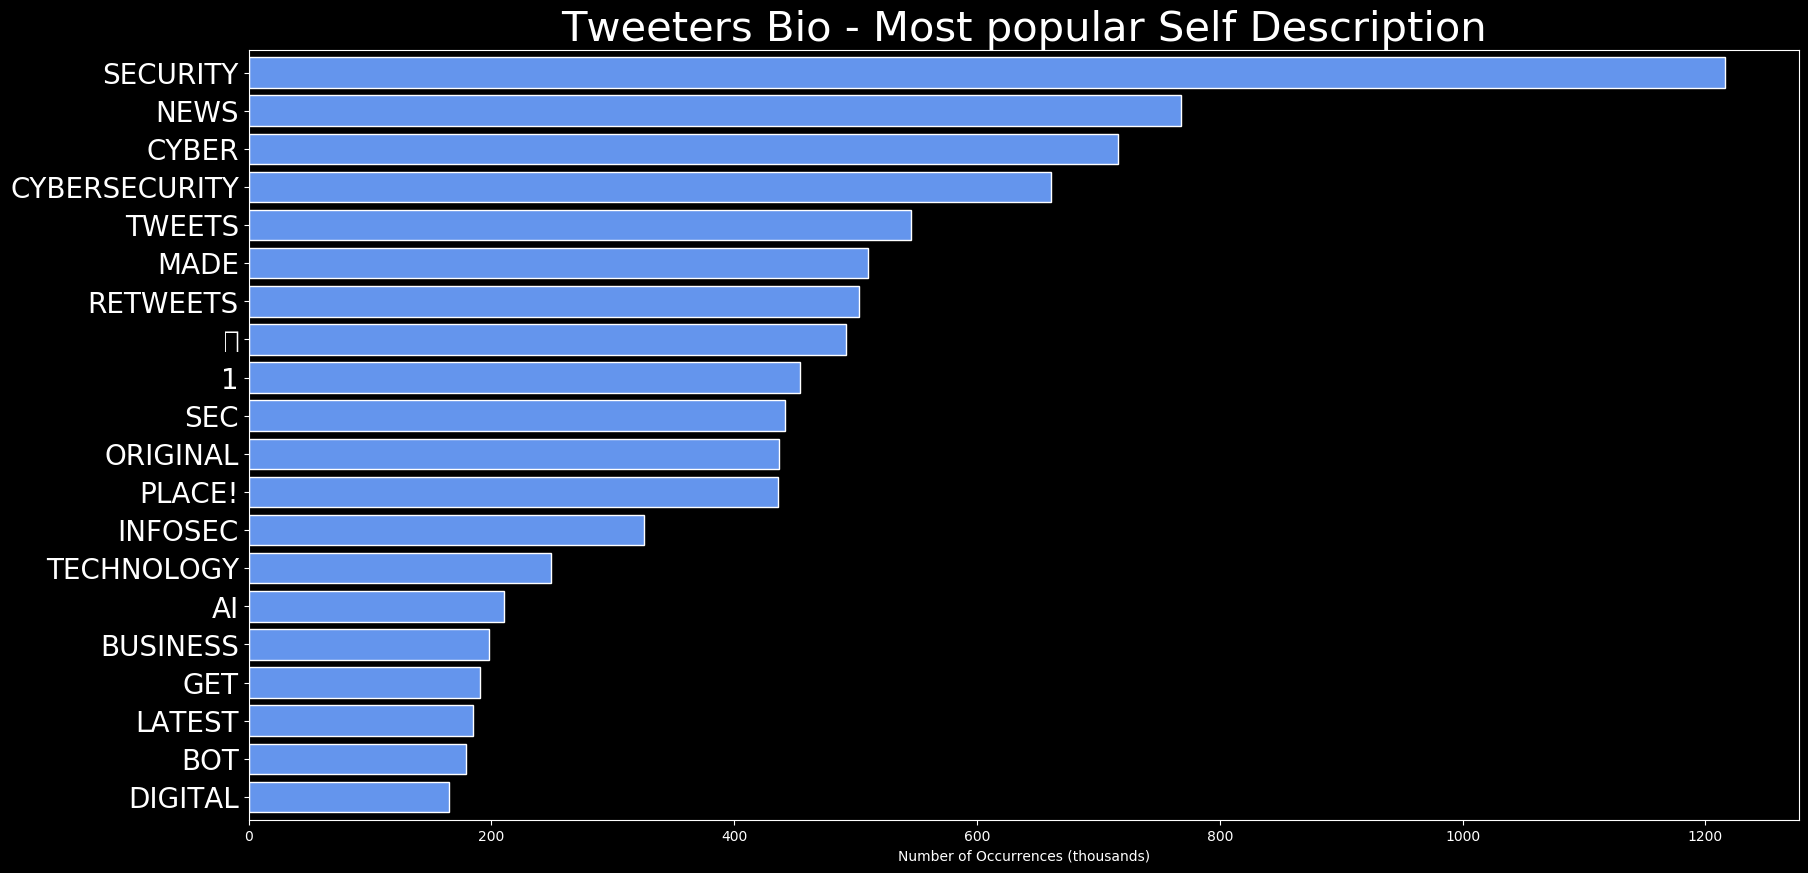 Tweeters Bio - Most popular Self Description
SECURITY
NEWS
CYBER
CYBERSECURITY
TWEETS
MADE
RETWEETS
1
SEC
ORIGINAL
PLACE!
INFOSEC
TECHNOLOGY
AI
BUSINESS
GET
LATEST
BOT
DIGITAL
0 200 400 600 800 1000 1200
Number of Occurrences (thousands)